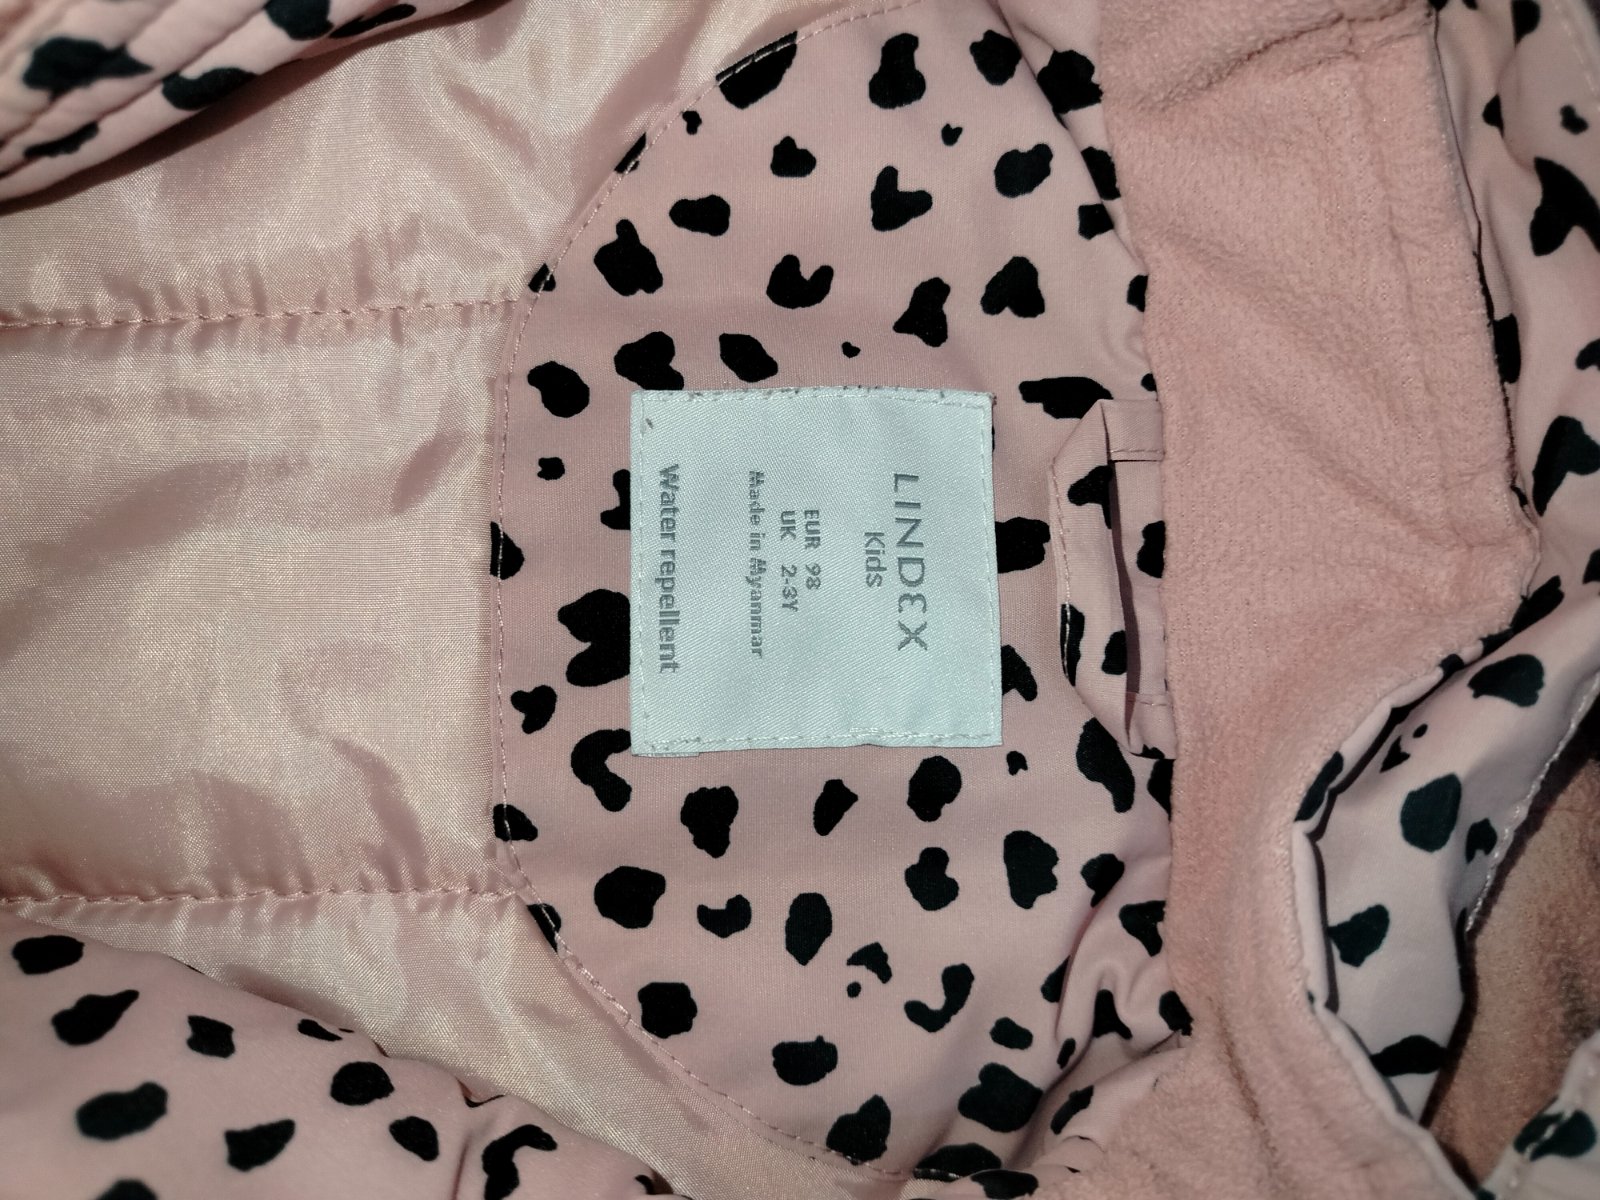 LINDEX
Kids
EUR 98
UK 2-3Y
Made in Myanmar
Water repellent